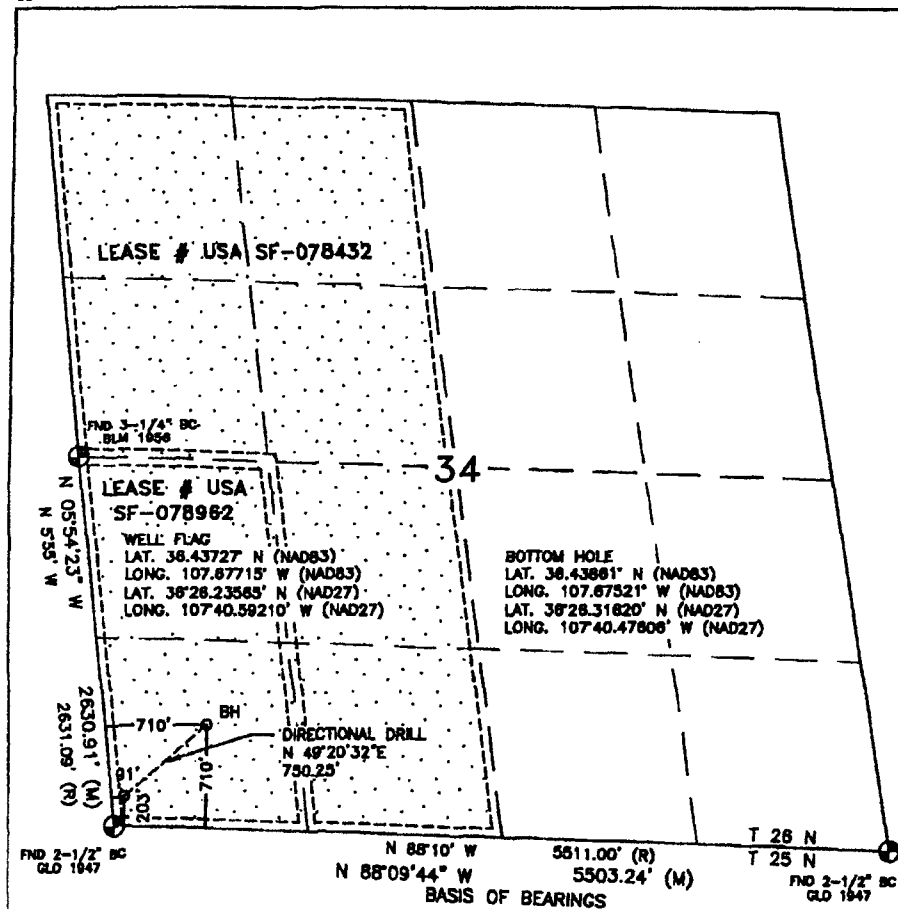 LEASE # USA SF-078432
FND 3-1/4" BC
BLM 1956
34
LEASE # USA
SF-078962
WELL FLAG
LAT. 36.43727° N (NAD83)
LONG. 107.67715° W (NAD83)
LAT. 36°26.23565' N (NAD27)
LONG. 107°40.59210' W (NAD27)
BOTTOM HOLE
LAT. 36.43861° N (NAD83)
LONG. 107.67521° W (NAD83)
LAT. 36°26.31620' N (NAD27)
LONG. 107°40.47606' W (NAD27)
N 05°54'23" W
N 5°55' W
2630.91' (M)
2631.09' (R)
710'
BH
710'
DIRECTIONAL DRILL
N 49°20'32"E
750.25'
91'
203'
FND 2-1/2" BC
GLO 1947
N 88°10' W
5511.00' (R)
N 88°09'44" W
5503.24' (M)
BASIS OF BEARINGS
T 26 N
T 25 N
FND 2-1/2" BC
GLO 1947